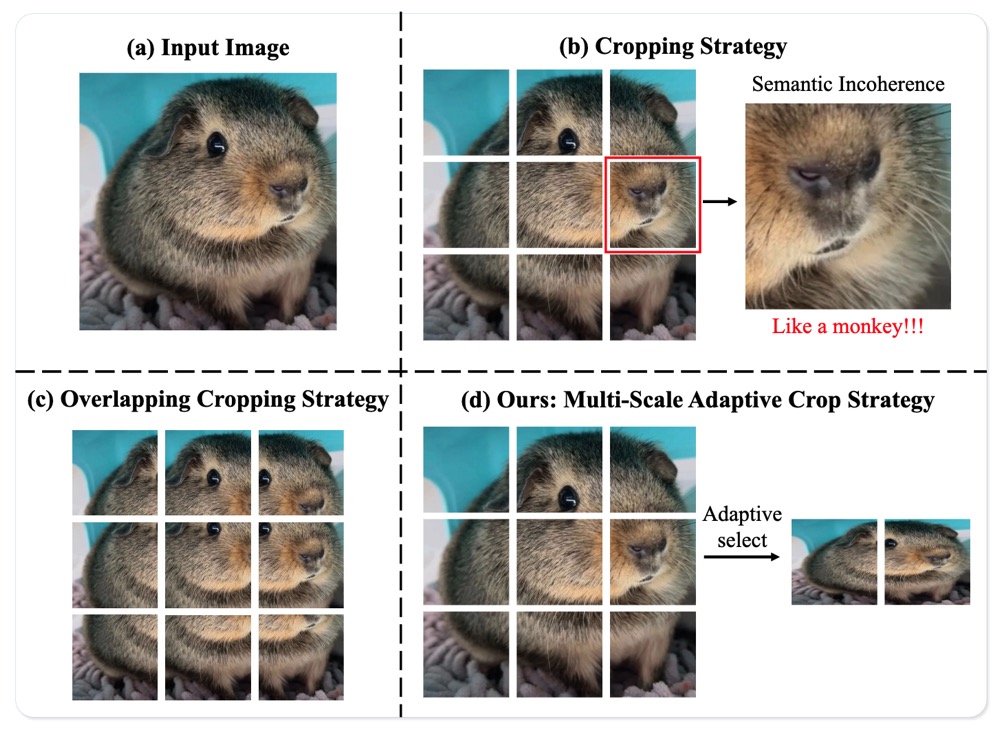 (a) Input Image
(b) Cropping Strategy
Semantic Incoherence
Like a monkey!!!
(c) Overlapping Cropping Strategy
(d) Ours: Multi-Scale Adaptive Crop Strategy
Adaptive
select